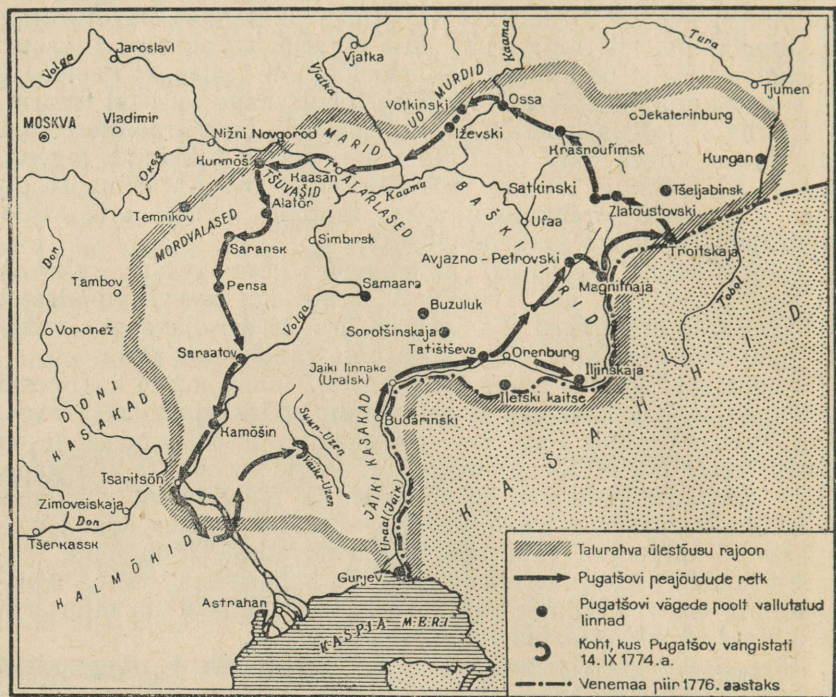 Jaroslavl
Volga
Vjatka
Vjatka
Kaama
Tura
Tjumen
MOSKVA
Vladimir
Nižni Novgorod
Okaa
Votkinski
UDMURDID
Ossa
Jekaterinburg
Iževski
MARID
Krasnoufimsk
Kurgan
Kurmõš
TŠUVAŠID
Kaasan
TATARLASED
Kaama
BAŠKIIRID
Satkinski
Tšeljabinsk
Zlatoustovski
Temnikov
Alatõr
MORDVALASED
Simbirsk
Ufaa
Troitskaja
Saransk
Avjazno-Petrovski
Don
Tambov
Pensa
Samaara
Magnitnaja
Tobol
Buzuluk
Volga
Sorotšinskaja
Voronež
Saraatov
Tatištševa
Orenburg
Jaiki linnake
(Uralsk)
Iljinskaja
Iletski kaitse
DONI
KASAKAD
Kamõšin
Suur-Uzen
Väike-Uzen
Budarinski
JAIKI KASAKAD
KASAHHID
Tsaritsõn
Zimoveiskaja
Don
Tšerkassk
Uraal (Jaik)
KALMÕKID
Gurjev
Astrahan
KASPIA MERI
Talurahva ülestõusu rajoon
Pugatšovi peajõudude retk
Pugatšovi vägede poolt vallutatud
linnad
Koht, kus Pugatšov vangistati
14. IX 1774. a.
Venemaa piir 1776. aastaks